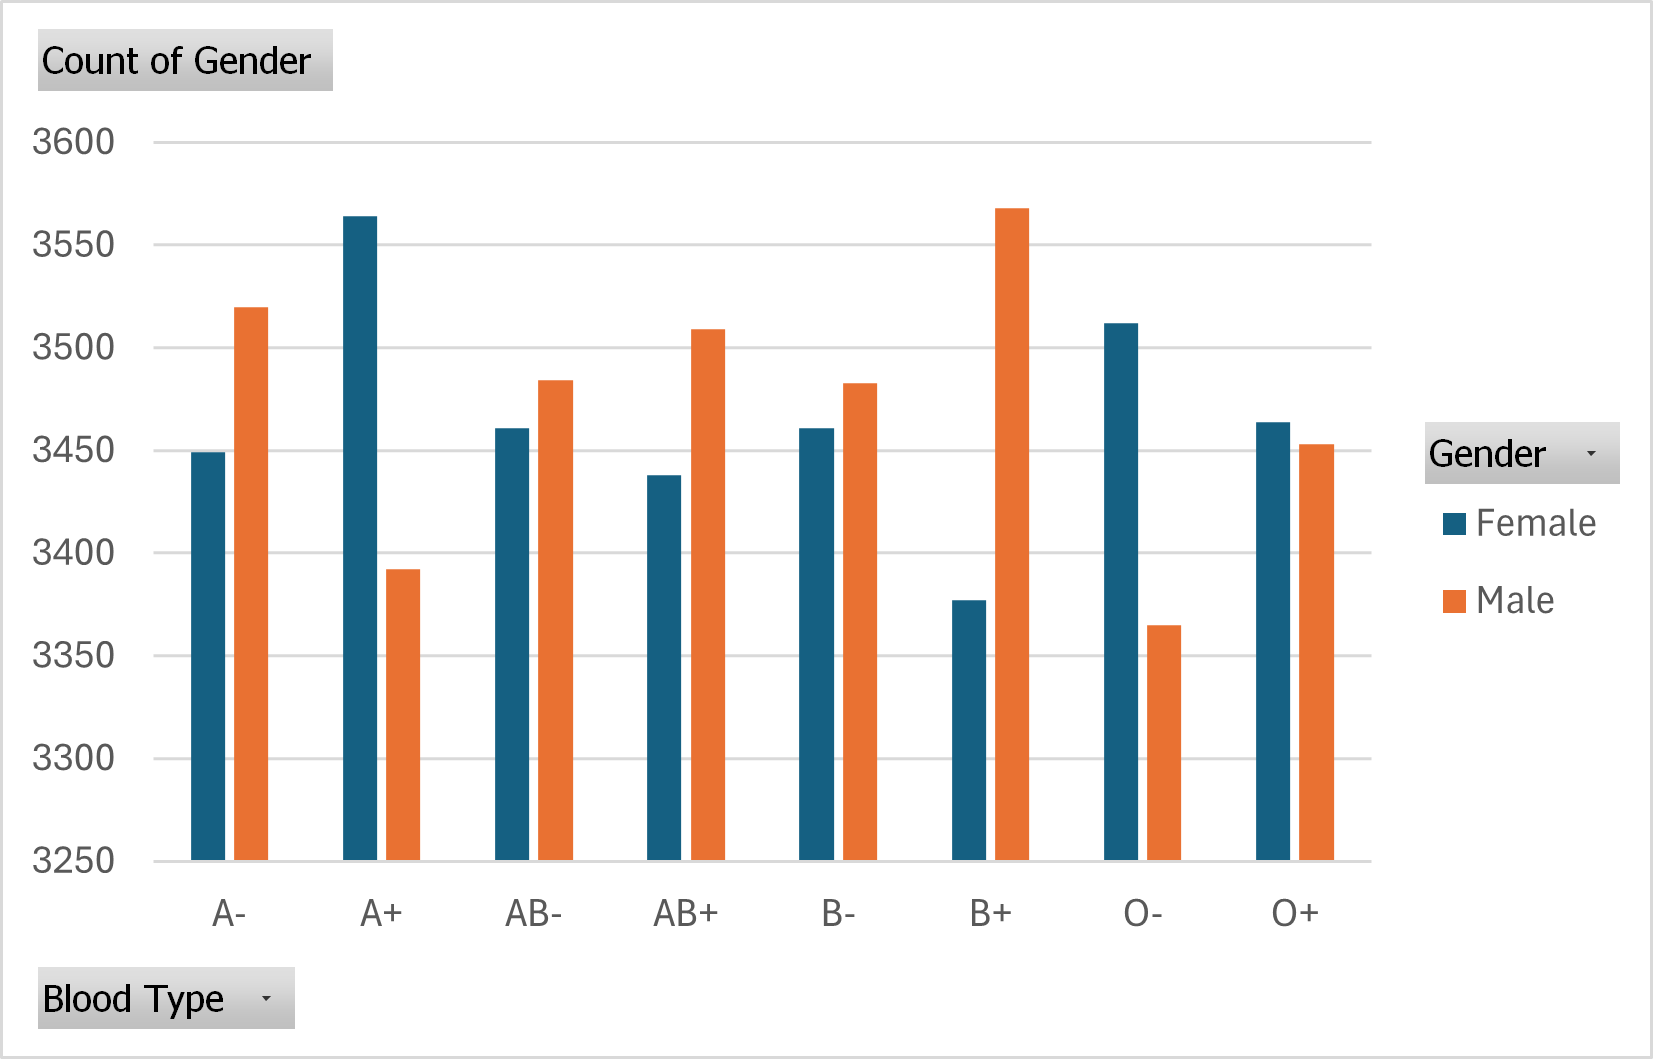 Count of Gender
3600
3550
3500
3450
3400
3350
3300
3250
A- A+ AB- AB+ B- B+ O- O+
Gender
Female
Male
Blood Type